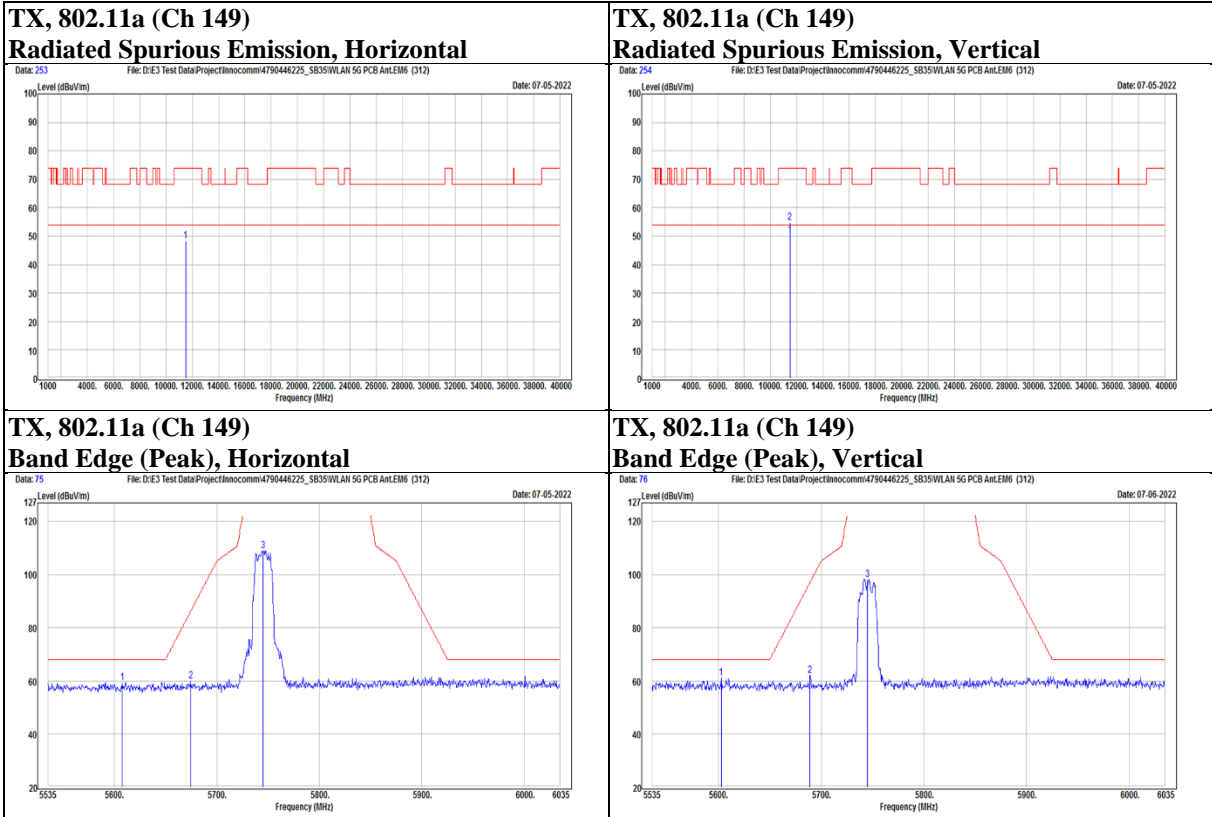 TX, 802.11a (Ch 149)
Radiated Spurious Emission, Horizontal
Data: 253 File: D:\E3 Test Data\Project\Innocomm\4790446225_SB35\WLAN 5G PCB Ant.EM6 (312)
Level (dBuV/m) Date: 07-05-2022
100
90
80
70
60
50
40
30
20
10
0
1
1000 4000. 6000. 8000. 10000. 12000. 14000. 16000. 18000. 20000. 22000. 24000. 26000. 28000. 30000. 32000. 34000. 36000. 38000. 40000
Frequency (MHz)
TX, 802.11a (Ch 149)
Radiated Spurious Emission, Vertical
Data: 254 File: D:\E3 Test Data\Project\Innocomm\4790446225_SB35\WLAN 5G PCB Ant.EM6 (312)
Level (dBuV/m) Date: 07-05-2022
100
90
80
70
60
50
40
30
20
10
0
2
1000 4000. 6000. 8000. 10000. 12000. 14000. 16000. 18000. 20000. 22000. 24000. 26000. 28000. 30000. 32000. 34000. 36000. 38000. 40000
Frequency (MHz)
TX, 802.11a (Ch 149)
Band Edge (Peak), Horizontal
Data: 75 File: D:\E3 Test Data\Project\Innocomm\4790446225_SB35\WLAN 5G PCB Ant.EM6 (312)
127 Level (dBuV/m) Date: 07-05-2022
120
100
80
60
40
20
1 2 3
5535 5600. 5700. 5800. 5900. 6000. 6035
Frequency (MHz)
TX, 802.11a (Ch 149)
Band Edge (Peak), Vertical
Data: 76 File: D:\E3 Test Data\Project\Innocomm\4790446225_SB35\WLAN 5G PCB Ant.EM6 (312)
127 Level (dBuV/m) Date: 07-06-2022
120
100
80
60
40
20
1 2 3
5535 5600. 5700. 5800. 5900. 6000. 6035
Frequency (MHz)